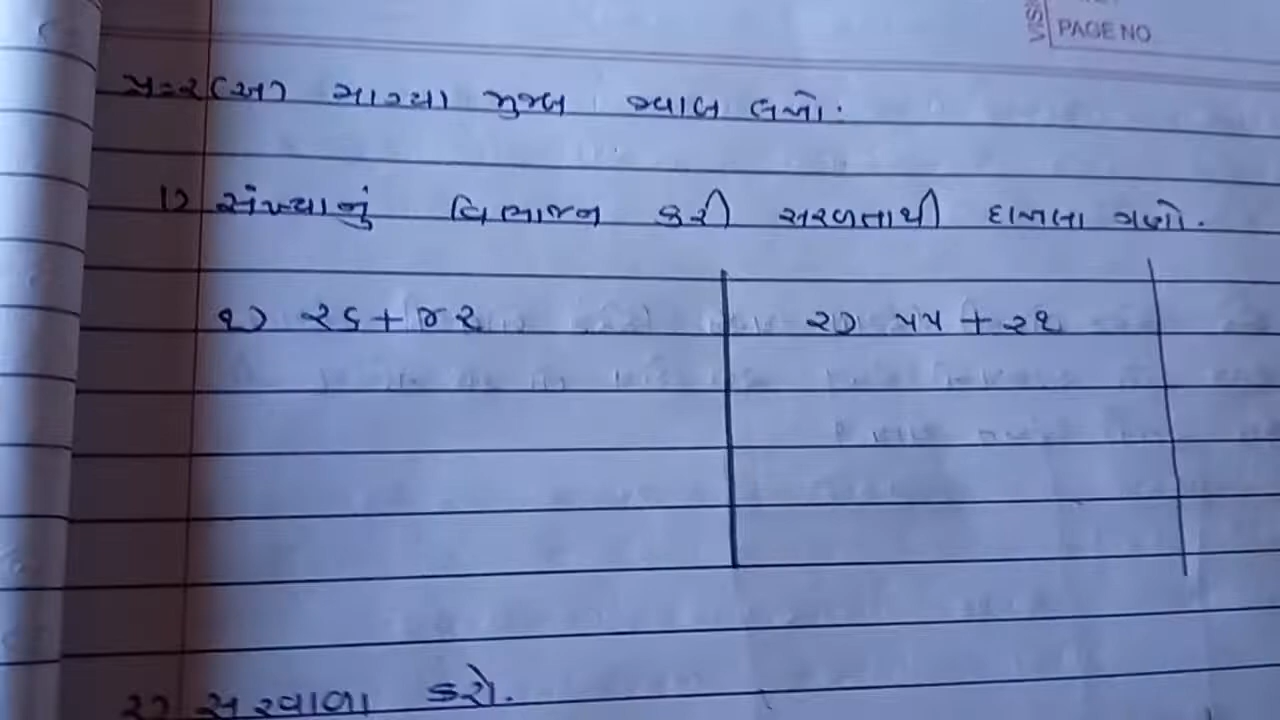 PAGE NO
પ્ર-૨(અ) માગ્યા મુજબ જવાબ લખો.
1) સંખ્યાનું વિભાજન કરી સરળતાથી દાખલા ગણો.
૧) ૨૬+૪૨ ૨) ૫૫ + ૨૧
૨) સરવાળા કરો.